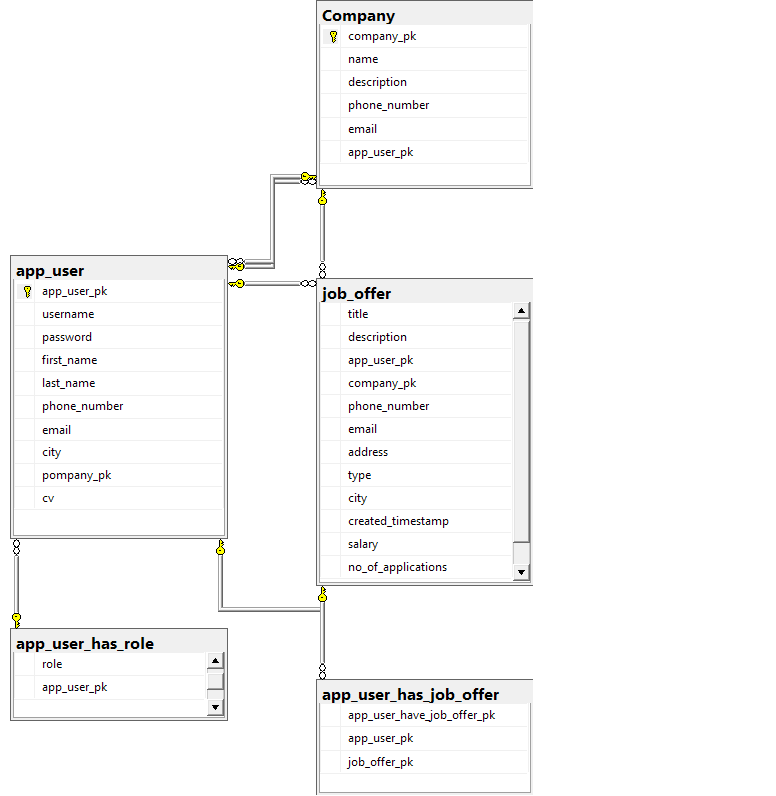 Company
company_pk
name
description
phone_number
email
app_user_pk
app_user
app_user_pk
username
password
first_name
last_name
phone_number
email
city
pompany_pk
cv
job_offer
title
description
app_user_pk
company_pk
phone_number
email
address
type
city
created_timestamp
salary
no_of_applications
app_user_has_role
role
app_user_pk
app_user_has_job_offer
app_user_have_job_offer_pk
app_user_pk
job_offer_pk